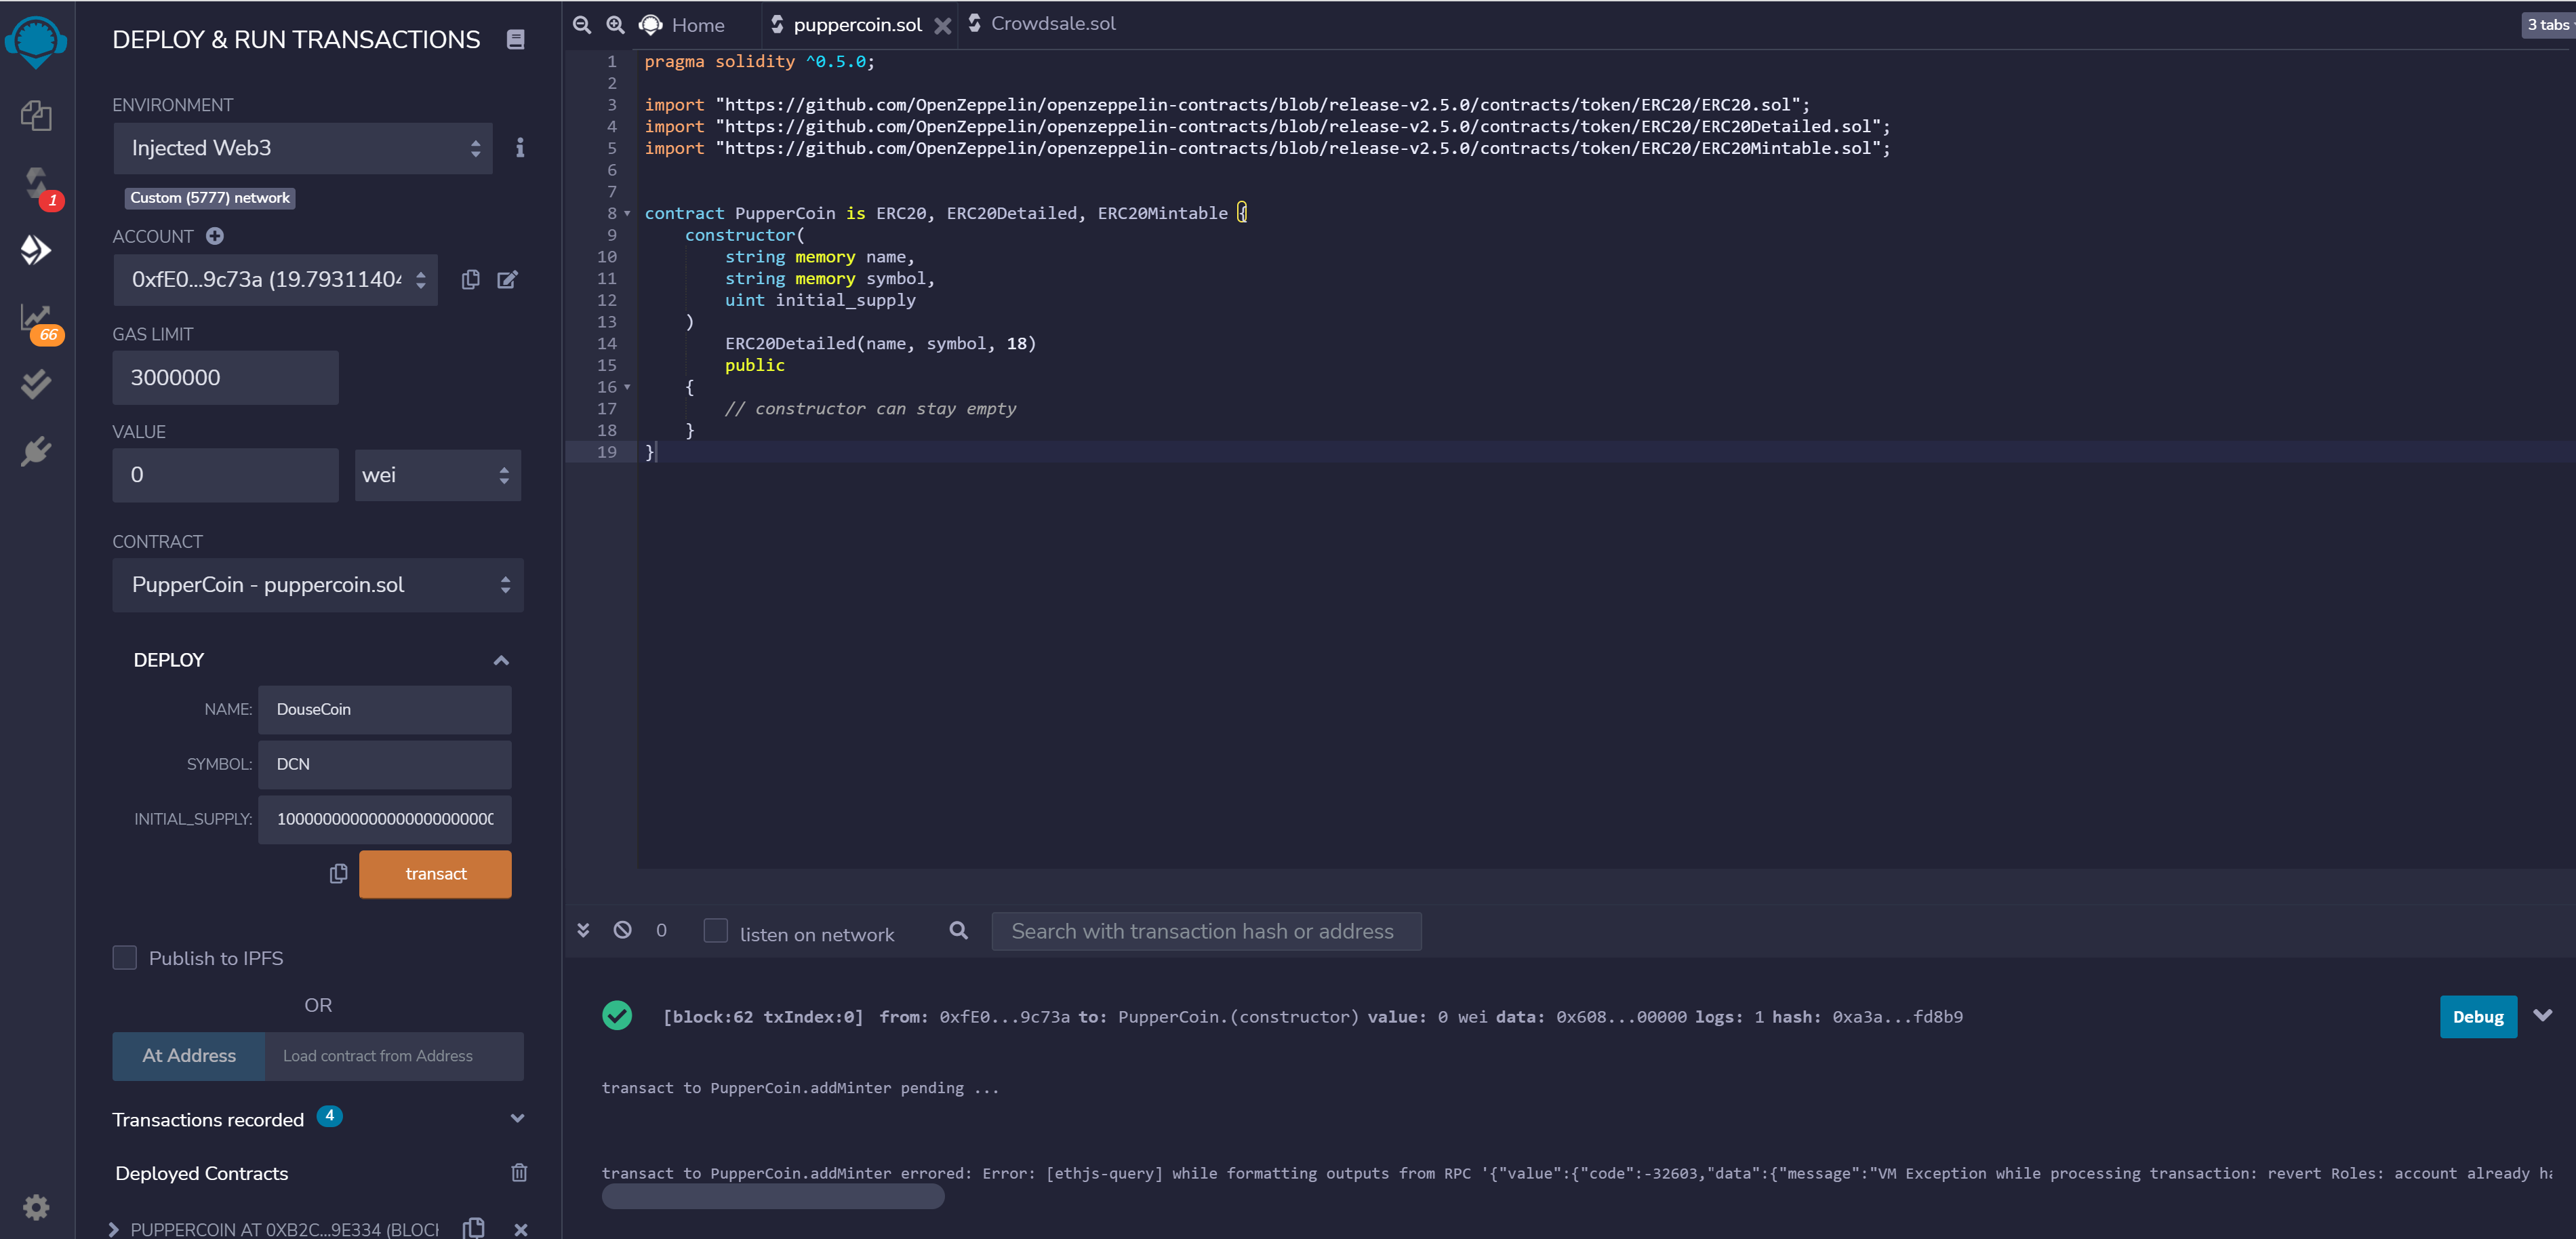 DEPLOY & RUN TRANSACTIONS
ENVIRONMENT
Injected Web3
Custom (5777) network
ACCOUNT
0xfE0...9c73a (19.79311404
GAS LIMIT
3000000
VALUE
0 wei
CONTRACT
PupperCoin - puppercoin.sol
DEPLOY
NAME: DouseCoin
SYMBOL: DCN
INITIAL_SUPPLY:
transact
Publish to IPFS
OR
At Address Load contract from Address
Transactions recorded 4
Deployed Contracts
PUPPERCOIN AT 0XB2C...9E334 (BLOCK
1
66
Home puppercoin.sol Crowdsale.sol 3 tabs
1 pragma solidity ^0.5.0;
2
3 import "https://github.com/OpenZeppelin/openzeppelin-contracts/blob/release-v2.5.0/contracts/token/ERC20/ERC20.sol";
4 import "https://github.com/OpenZeppelin/openzeppelin-contracts/blob/release-v2.5.0/contracts/token/ERC20/ERC20Detailed.sol";
5 import "https://github.com/OpenZeppelin/openzeppelin-contracts/blob/release-v2.5.0/contracts/token/ERC20/ERC20Mintable.sol";
6
7
8 contract PupperCoin is ERC20, ERC20Detailed, ERC20Mintable {
9 constructor(
10 string memory name,
11 string memory symbol,
12 uint initial_supply
13 )
14 ERC20Detailed(name, symbol, 18)
15 public
16 {
17 // constructor can stay empty
18 }
19 }
0 listen on network Search with transaction hash or address
[block:62 txIndex:0] from: 0xfE0...9c73a to: PupperCoin.(constructor) value: 0 wei data: 0x608...00000 logs: 1 hash: 0xa3a...fd8b9 Debug
transact to PupperCoin.addMinter pending ...
transact to PupperCoin.addMinter errored: Error: [ethjs-query] while formatting outputs from RPC '{"value":{"code":-32603,"data":{"message":"VM Exception while processing transaction: revert Roles: account already ha